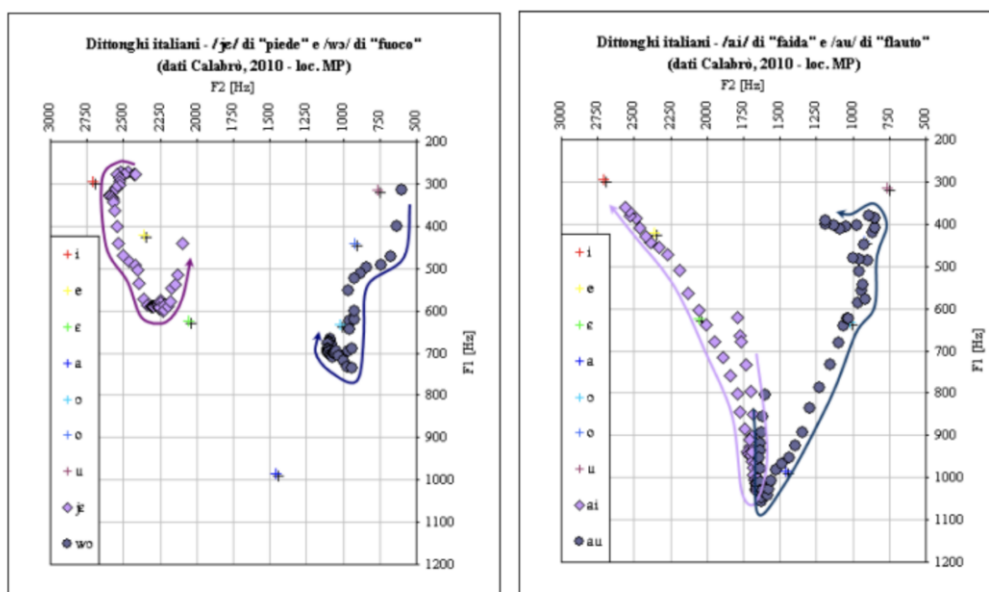 Dittonghi italiani - /jɛ/ di "piede" e /wɔ/ di "fuoco"
(dati Calabrò, 2010 - loc. MP)
F2 [Hz]
3000 2750 2500 2250 2000 1750 1500 1250 1000 750 500
200
300
400
500
600
700
800
900
1000
1100
1200
F1 [Hz]
i
e
ɛ
a
o
o
u
jɛ
wɔ
Dittonghi italiani - /ai/ di "faida" e /au/ di "flauto"
(dati Calabrò, 2010 - loc. MP)
F2 [Hz]
3000 2750 2500 2250 2000 1750 1500 1250 1000 750 500
200
300
400
500
600
700
800
900
1000
1100
1200
F1 [Hz]
i
e
ɛ
a
o
o
u
ai
au